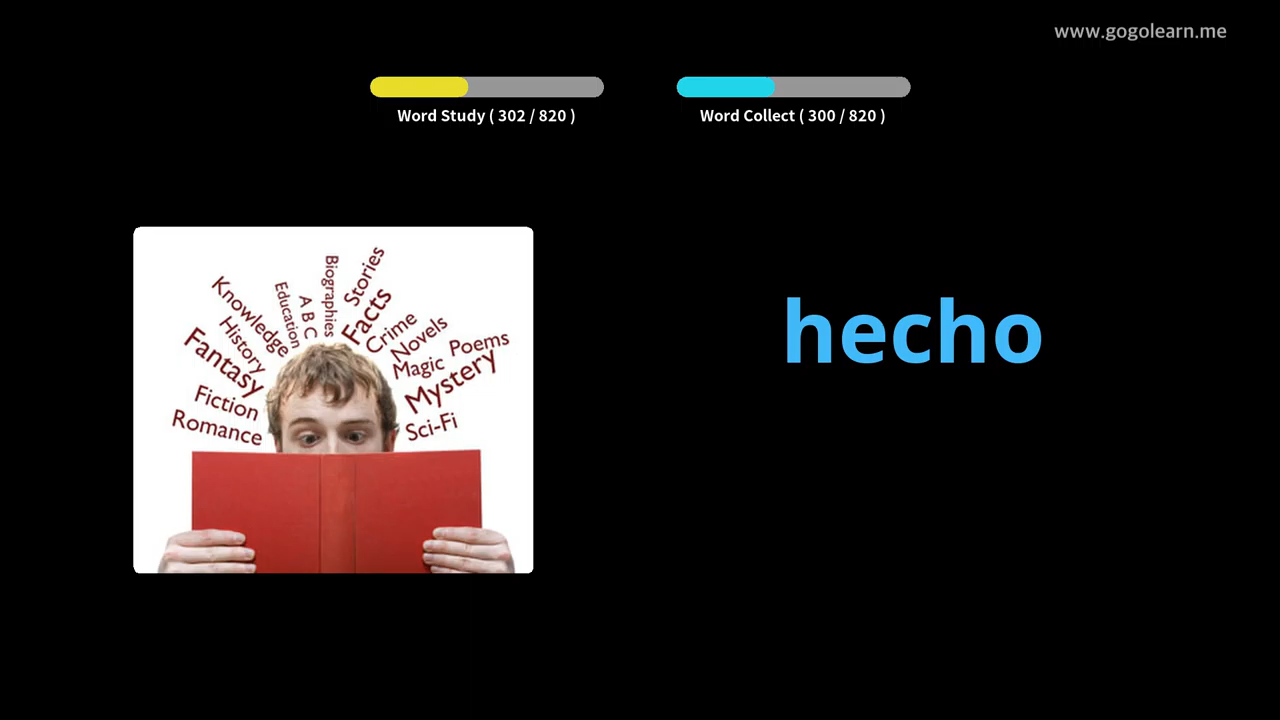 www.gogolearn.me
Word Study ( 302 / 820 )
Word Collect ( 300 / 820 )
hecho
Romance
Fiction
Fantasy
History
Knowledge
Education
A B C
Biographies
Stories
Facts
Crime
Novels
Magic
Poems
Mystery
Sci-Fi